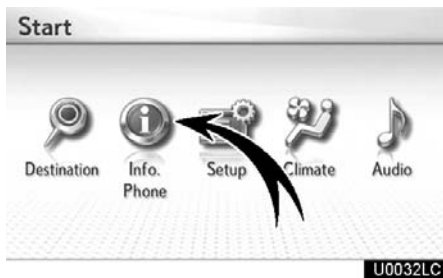 Start
Destination
Info.
Phone
Setup
Climate
Audio
U0032LC